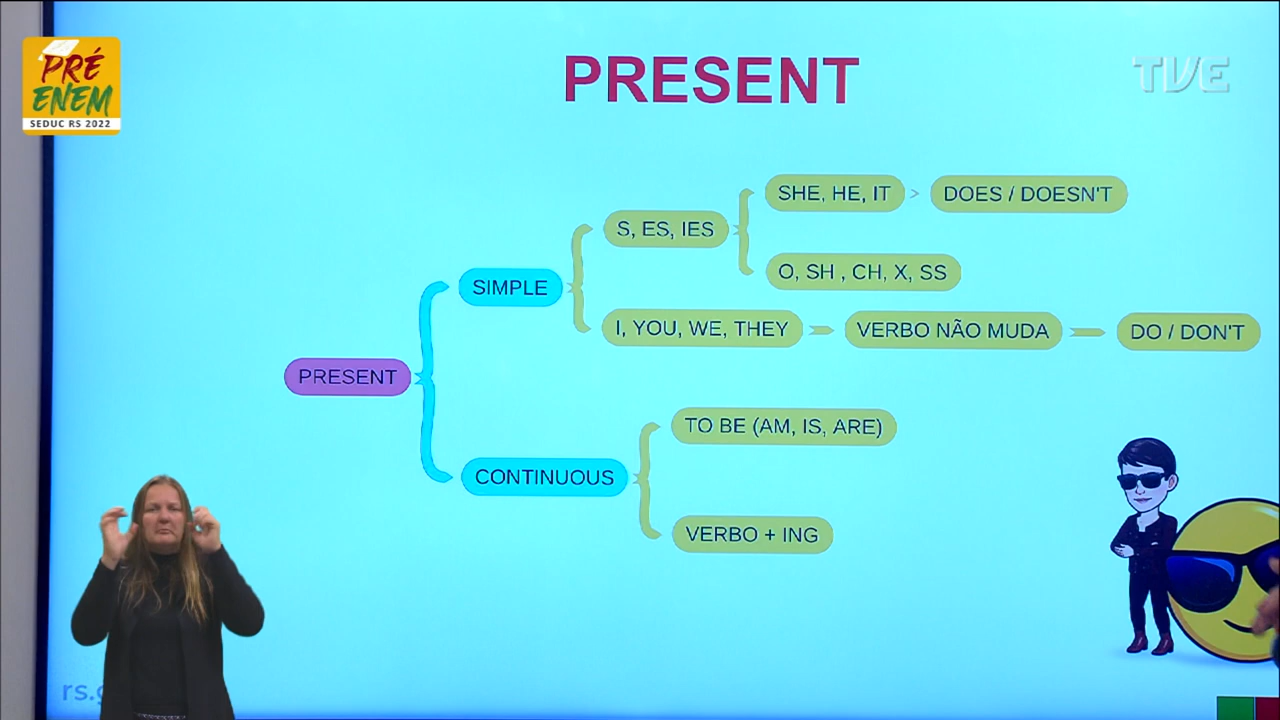 PRÉ
ENEM
SEDUC RS 2022
PRESENT
TVE
SHE, HE, IT > DOES / DOESN'T
S, ES, IES
O, SH , CH, X, SS
SIMPLE
I, YOU, WE, THEY
VERBO NÃO MUDA
DO / DON'T
PRESENT
TO BE (AM, IS, ARE)
CONTINUOUS
VERBO + ING